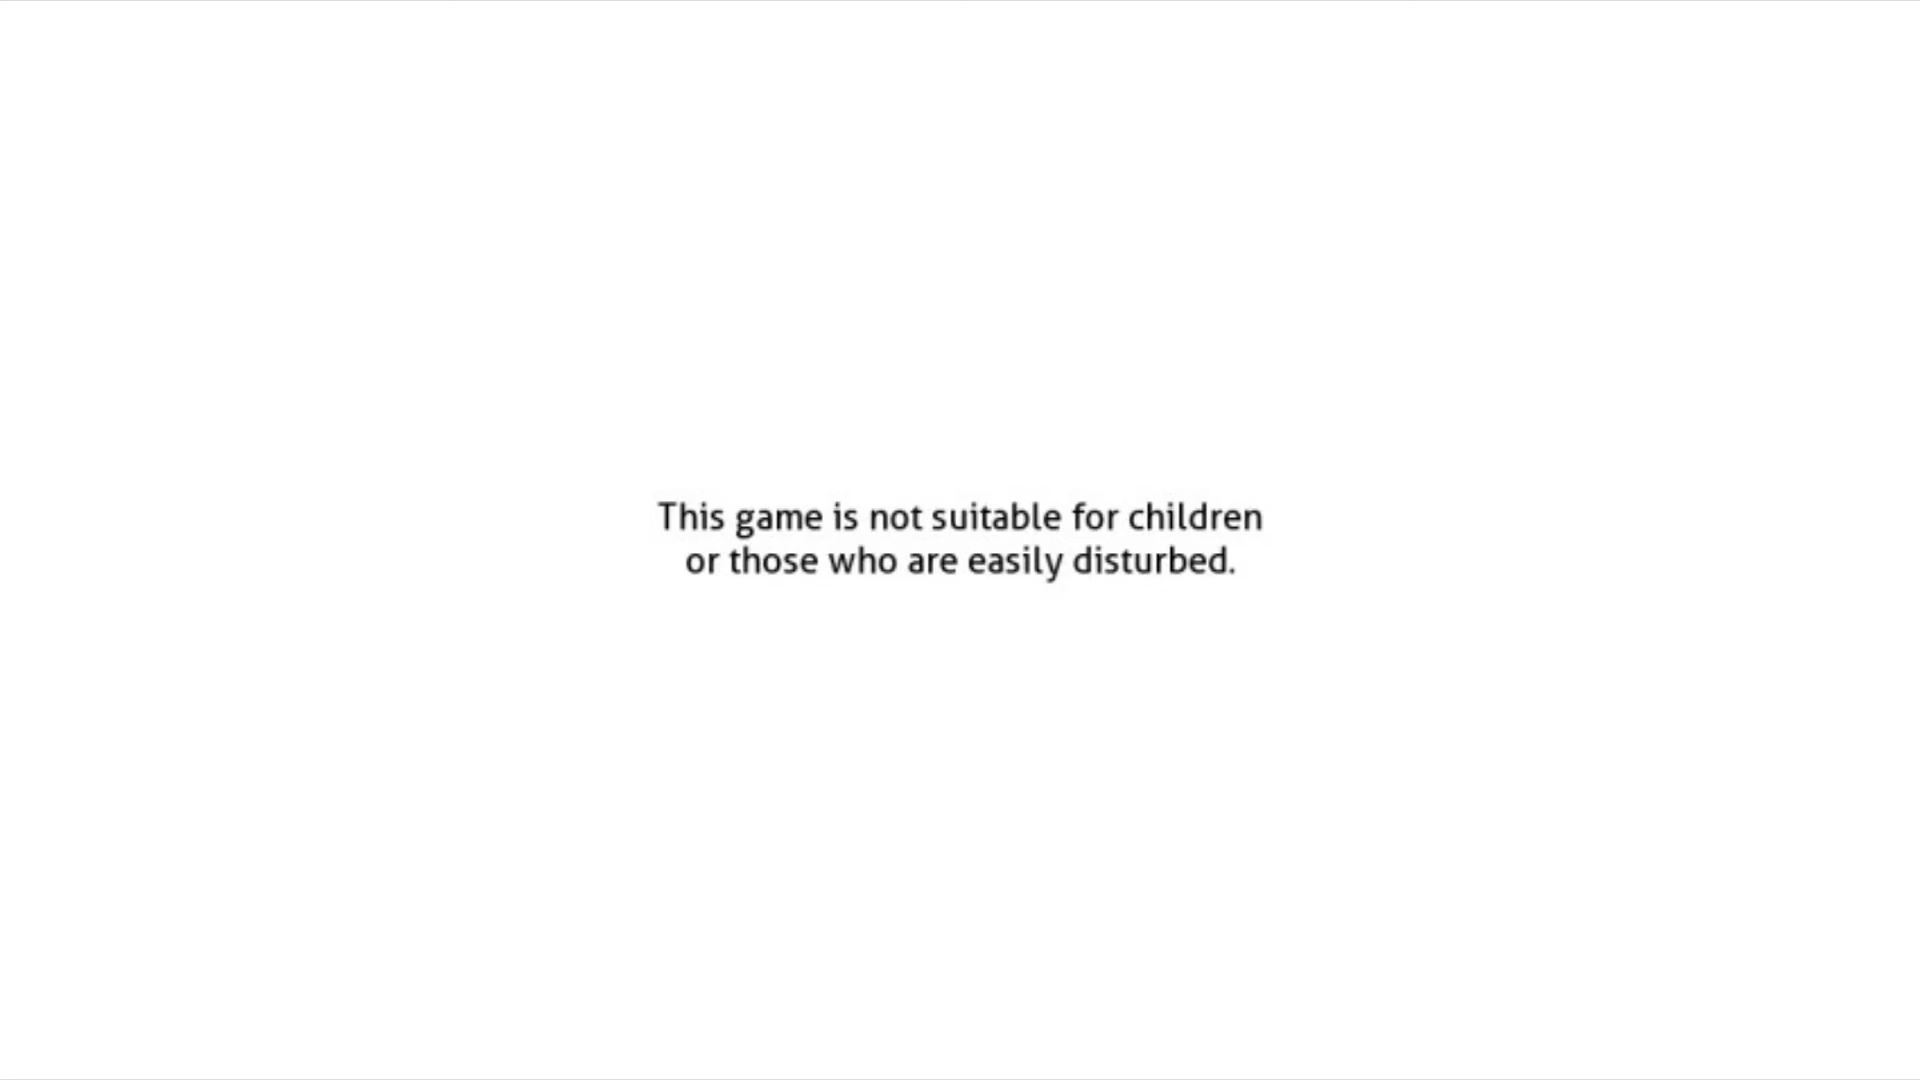 This game is not suitable for children
or those who are easily disturbed.